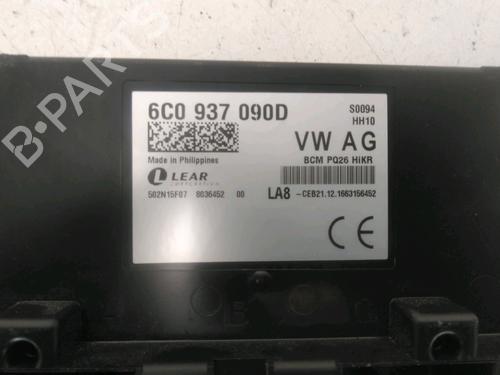 6C0 937 090D
S0094
HH10
VW AG
BCM PQ26 HiKR
Made in Philippines
LEAR
CORPORATION
502N15F07 8036452 00
LA8 -CEB21.12.1663156452
CE
B
C
B-PARTS